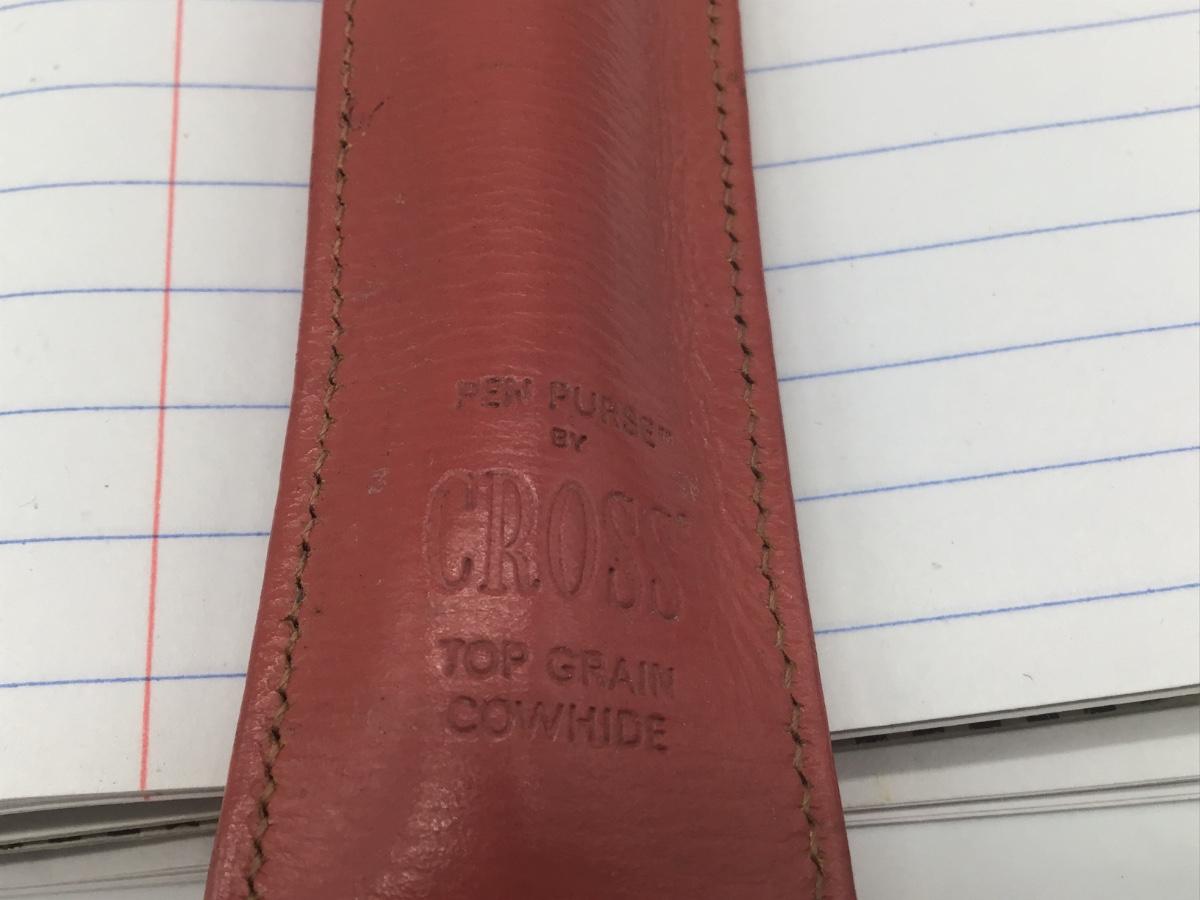 PEN PURSE™
BY
CROSS
TOP GRAIN
COWHIDE